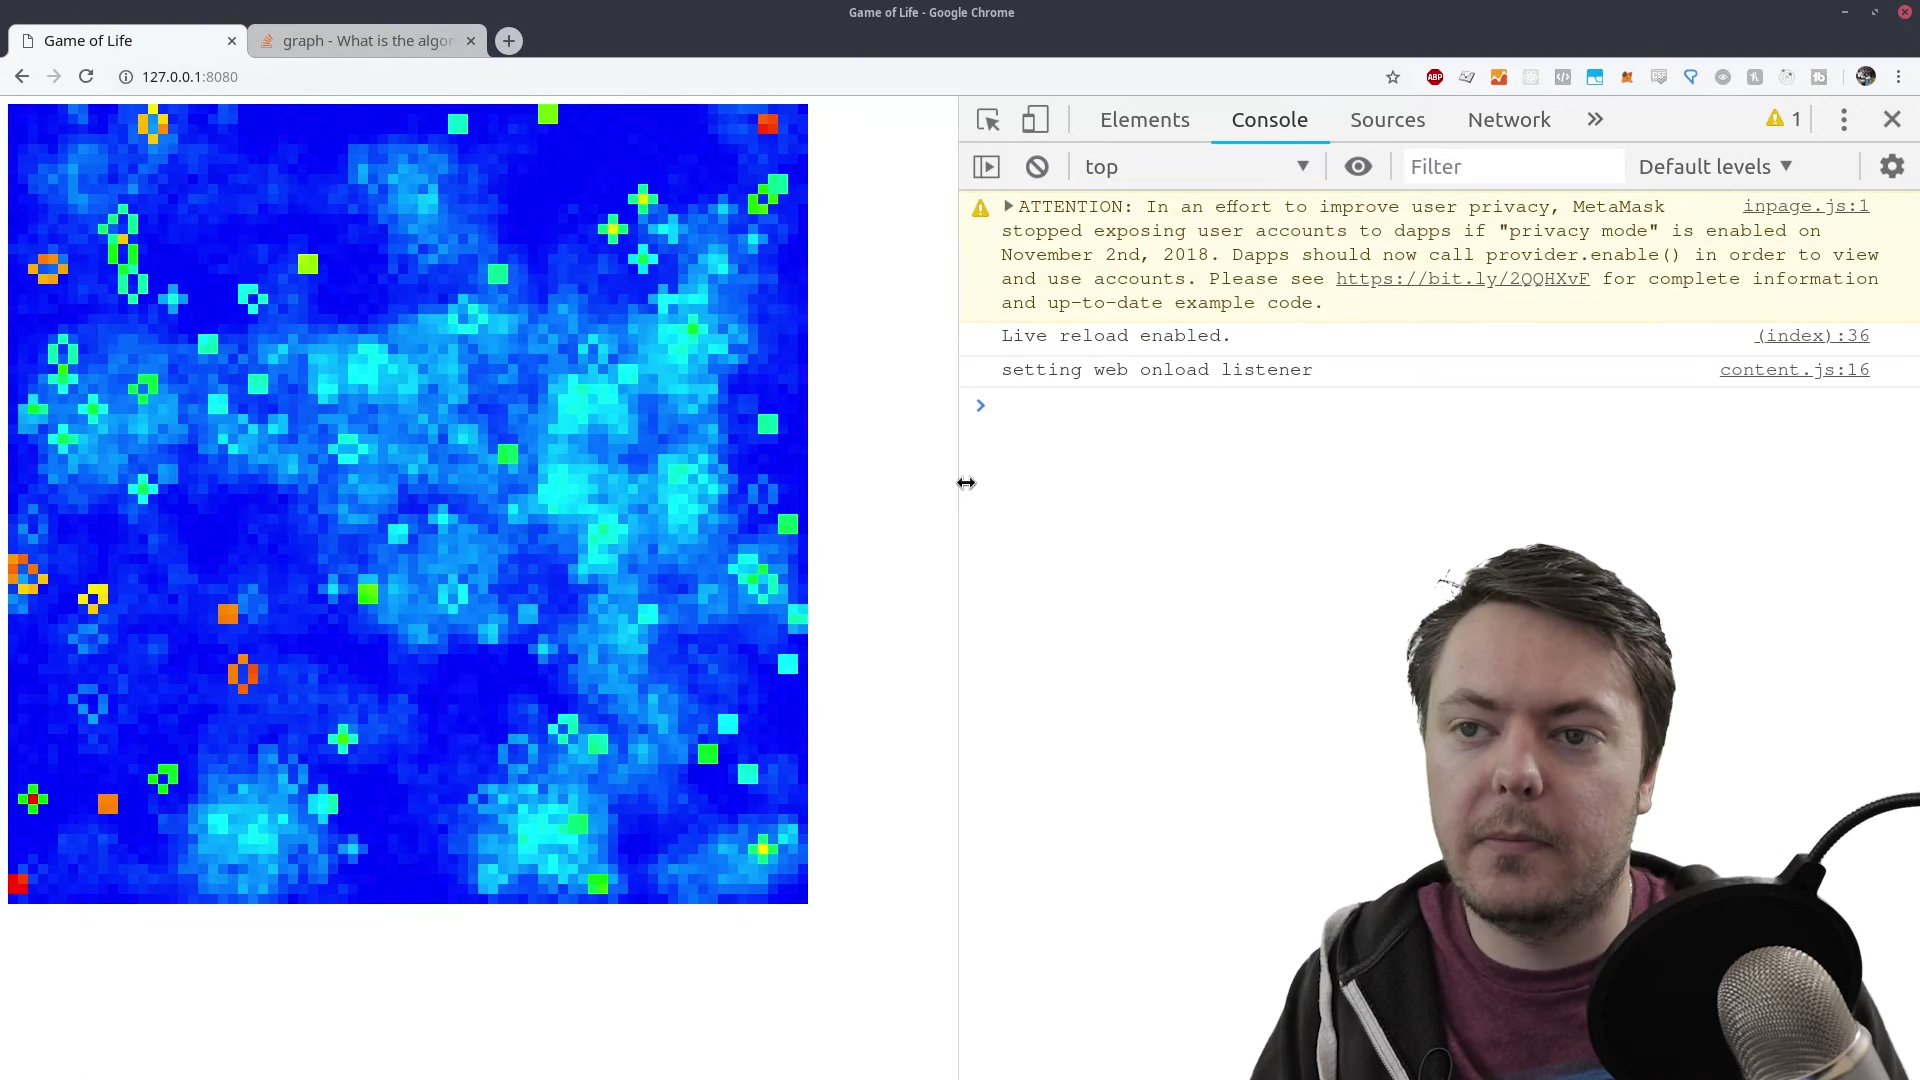 Game of Life - Google Chrome
Game of Life
graph - What is the algor
127.0.0.1:8080
ABP
Elements
Console
Sources
Network
1
top
Filter
Default levels
ATTENTION: In an effort to improve user privacy, MetaMask
inpage.js:1
stopped exposing user accounts to dapps if "privacy mode" is enabled on
November 2nd, 2018. Dapps should now call provider.enable() in order to view
and use accounts. Please see https://bit.ly/2QQHXvF for complete information
and up-to-date example code.
Live reload enabled.
(index):36
setting web onload listener
content.js:16